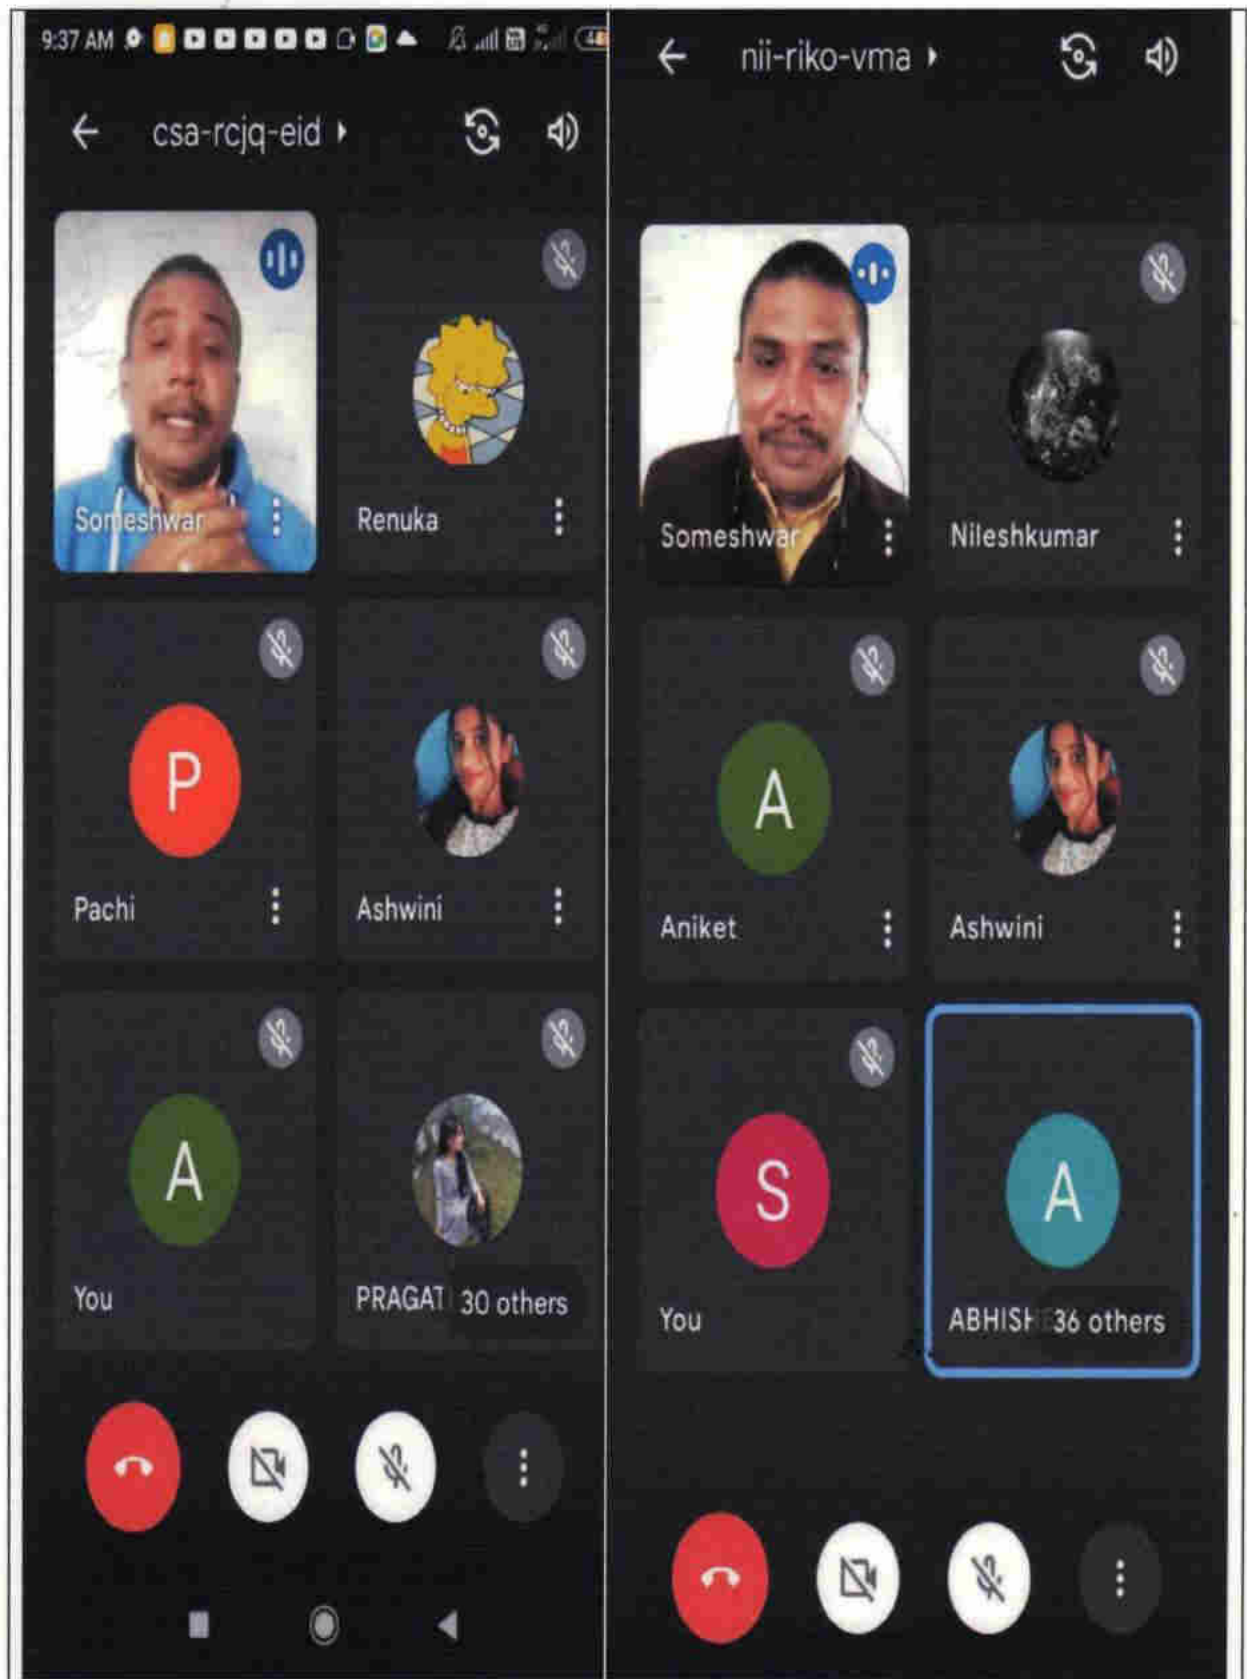 9:37 AM
csa-rcjq-eid
Someshwar
Renuka
P
Pachi
Ashwini
A
You
PRAGAT 30 others
nii-riko-vma
Someshwar
Nileshkumar
A
Aniket
Ashwini
S
You
A
ABHISH 36 others